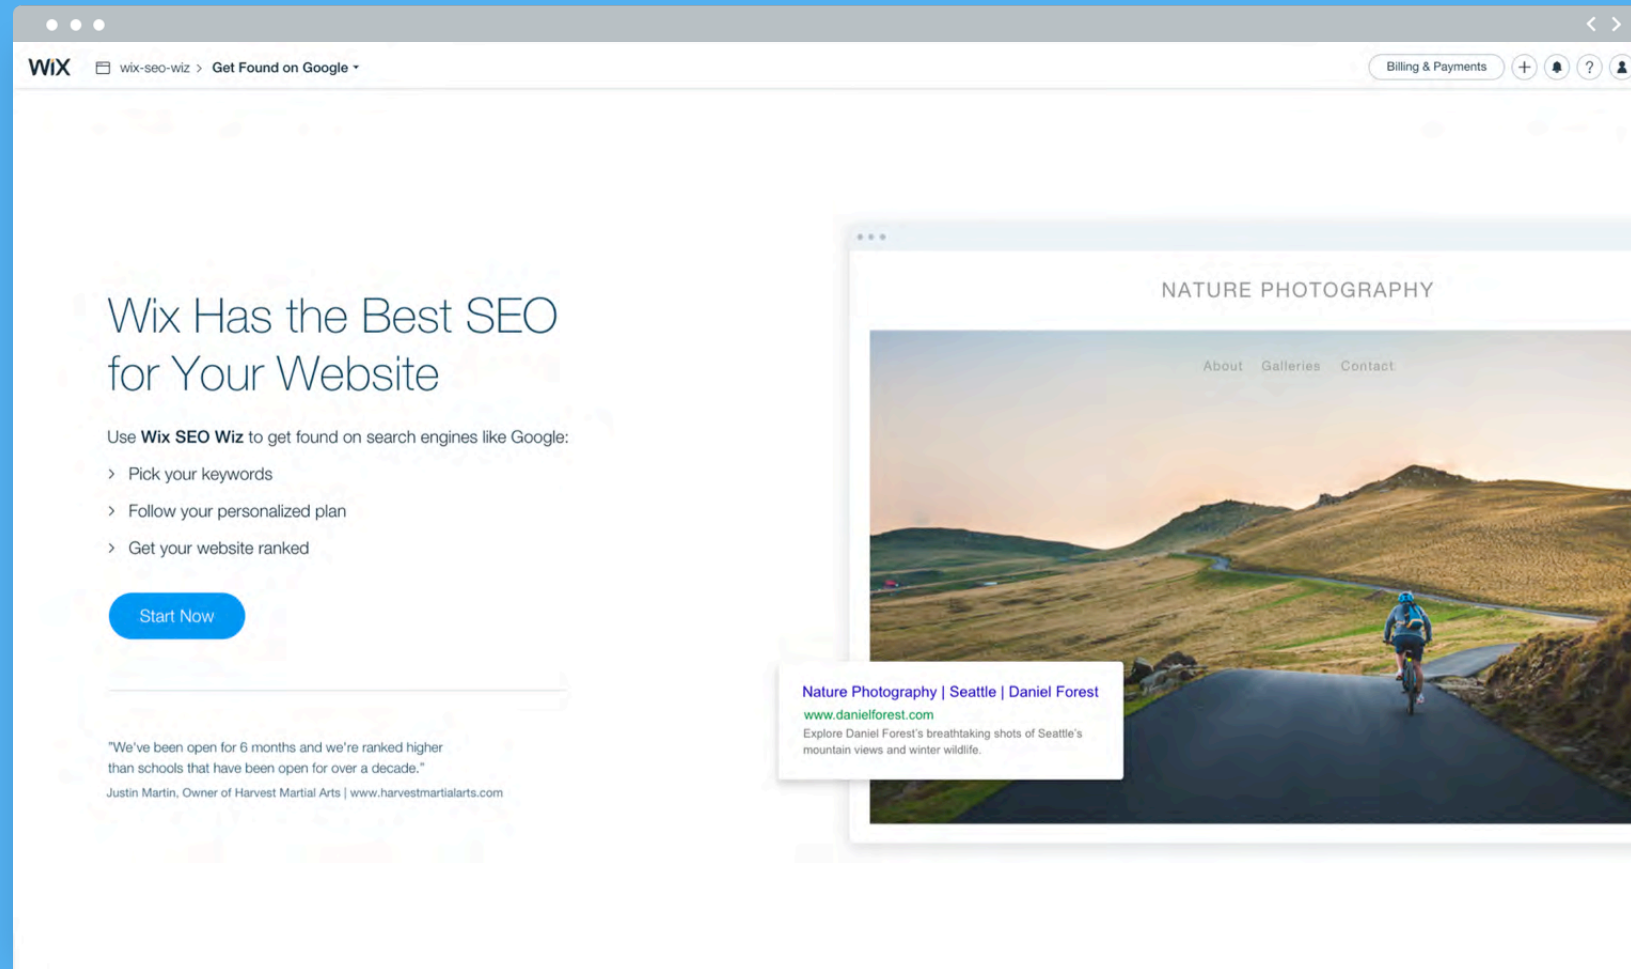 WiX
wix-seo-wiz > Get Found on Google
Billing & Payments
+
?
NATURE PHOTOGRAPHY
About Galleries Contact
Wix Has the Best SEO
for Your Website
Use Wix SEO Wiz to get found on search engines like Google:
> Pick your keywords
> Follow your personalized plan
> Get your website ranked
Start Now
"We've been open for 6 months and we're ranked higher
than schools that have been open for over a decade."
Justin Martin, Owner of Harvest Martial Arts | www.harvestmartialarts.com
Nature Photography | Seattle | Daniel Forest
www.danielforest.com
Explore Daniel Forest's breathtaking shots of Seattle's
mountain views and winter wildlife.